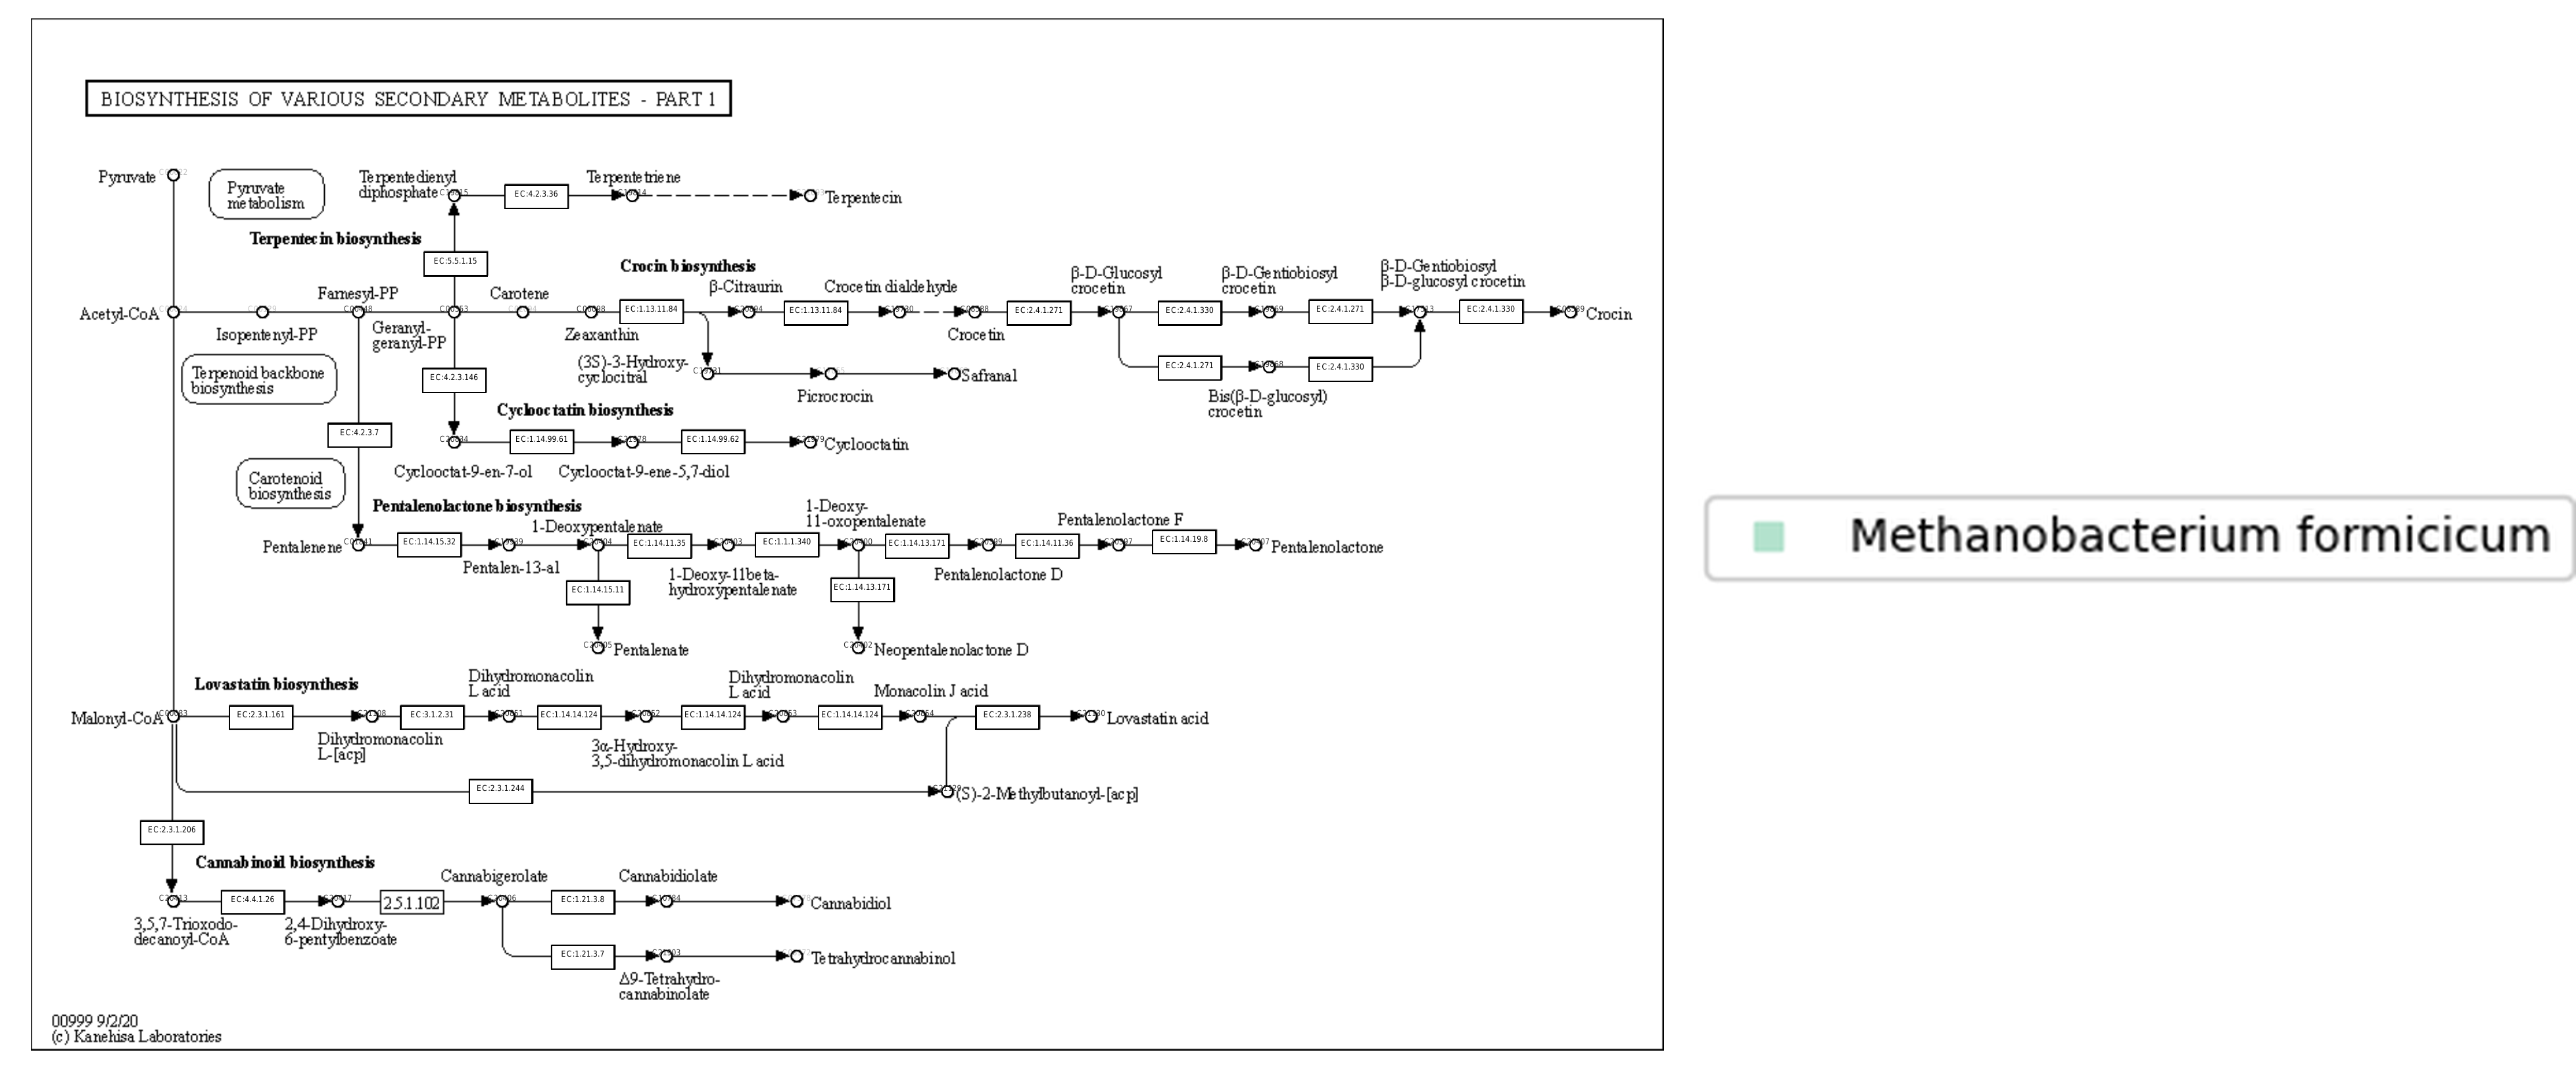 BIOSYNTHESIS OF VARIOUS SECONDARY METABOLITES - PART 1
Pyruvate
Pyruvate
metabolism
Terpentedienyl
diphosphate
EC:4.2.3.36
Terpentetriene
Terpentecin
Terpentecin biosynthesis
EC:5.5.1.15
Crocin biosynthesis
Acetyl-CoA
Isopentenyl-PP
Farnesyl-PP
Geranyl-
geranyl-PP
Carotene
Zeaxanthin
EC:1.13.11.84
β-Citraurin
EC:1.13.11.84
Crocetin dialdehyde
Crocetin
EC:2.4.1.271
β-D-Glucosyl
crocetin
EC:2.4.1.330
β-D-Gentiobiosyl
crocetin
EC:2.4.1.271
β-D-Gentiobiosyl
β-D-glucosyl crocetin
EC:2.4.1.330
Crocin
(3S)-3-Hydroxy-
cyclocitral
Picrocrocin
Safranal
EC:2.4.1.271
Bis(β-D-glucosyl)
crocetin
EC:2.4.1.330
Terpenoid backbone
biosynthesis
EC:4.2.3.146
Cyclooctatin biosynthesis
EC:4.2.3.7
Cyclooctat-9-en-7-ol
EC:1.14.99.61
Cyclooctat-9-ene-5,7-diol
EC:1.14.99.62
Cyclooctatin
Carotenoid
biosynthesis
Pentalenolactone biosynthesis
Pentalenene
EC:1.14.15.32
Pentalen-13-al
1-Deoxypentalenate
EC:1.14.11.35
1-Deoxy-11beta-
hydroxypentalenate
EC:1.1.1.340
1-Deoxy-
11-oxopentalenate
EC:1.14.13.171
Pentalenolactone D
EC:1.14.11.36
Pentalenolactone F
EC:1.14.19.8
Pentalenolactone
EC:1.14.15.11
Pentalenate
EC:1.14.13.171
Neopentalenolactone D
Lovastatin biosynthesis
Malonyl-CoA
EC:2.3.1.161
Dihydromonacolin
L-[acp]
EC:3.1.2.31
Dihydromonacolin
L acid
EC:1.14.14.124
3α-Hydroxy-
3,5-dihydromonacolin L acid
EC:1.14.14.124
Dihydromonacolin
L acid
EC:1.14.14.124
Monacolin J acid
EC:2.3.1.238
Lovastatin acid
EC:2.3.1.244
(S)-2-Methylbutanoyl-[acp]
EC:2.3.1.206
Cannabinoid biosynthesis
3,5,7-Trioxodo-
decanoyl-CoA
EC:4.4.1.26
2,4-Dihydroxy-
6-pentylbenzoate
2.5.1.102
Cannabigerolate
EC:1.21.3.8
Cannabidiolate
Cannabidiol
EC:1.21.3.7
Δ9-Tetrahydro-
cannabinolate
Tetrahydrocannabinol
00999 9/2/20
(c) Kanehisa Laboratories
Methanobacterium formicicum